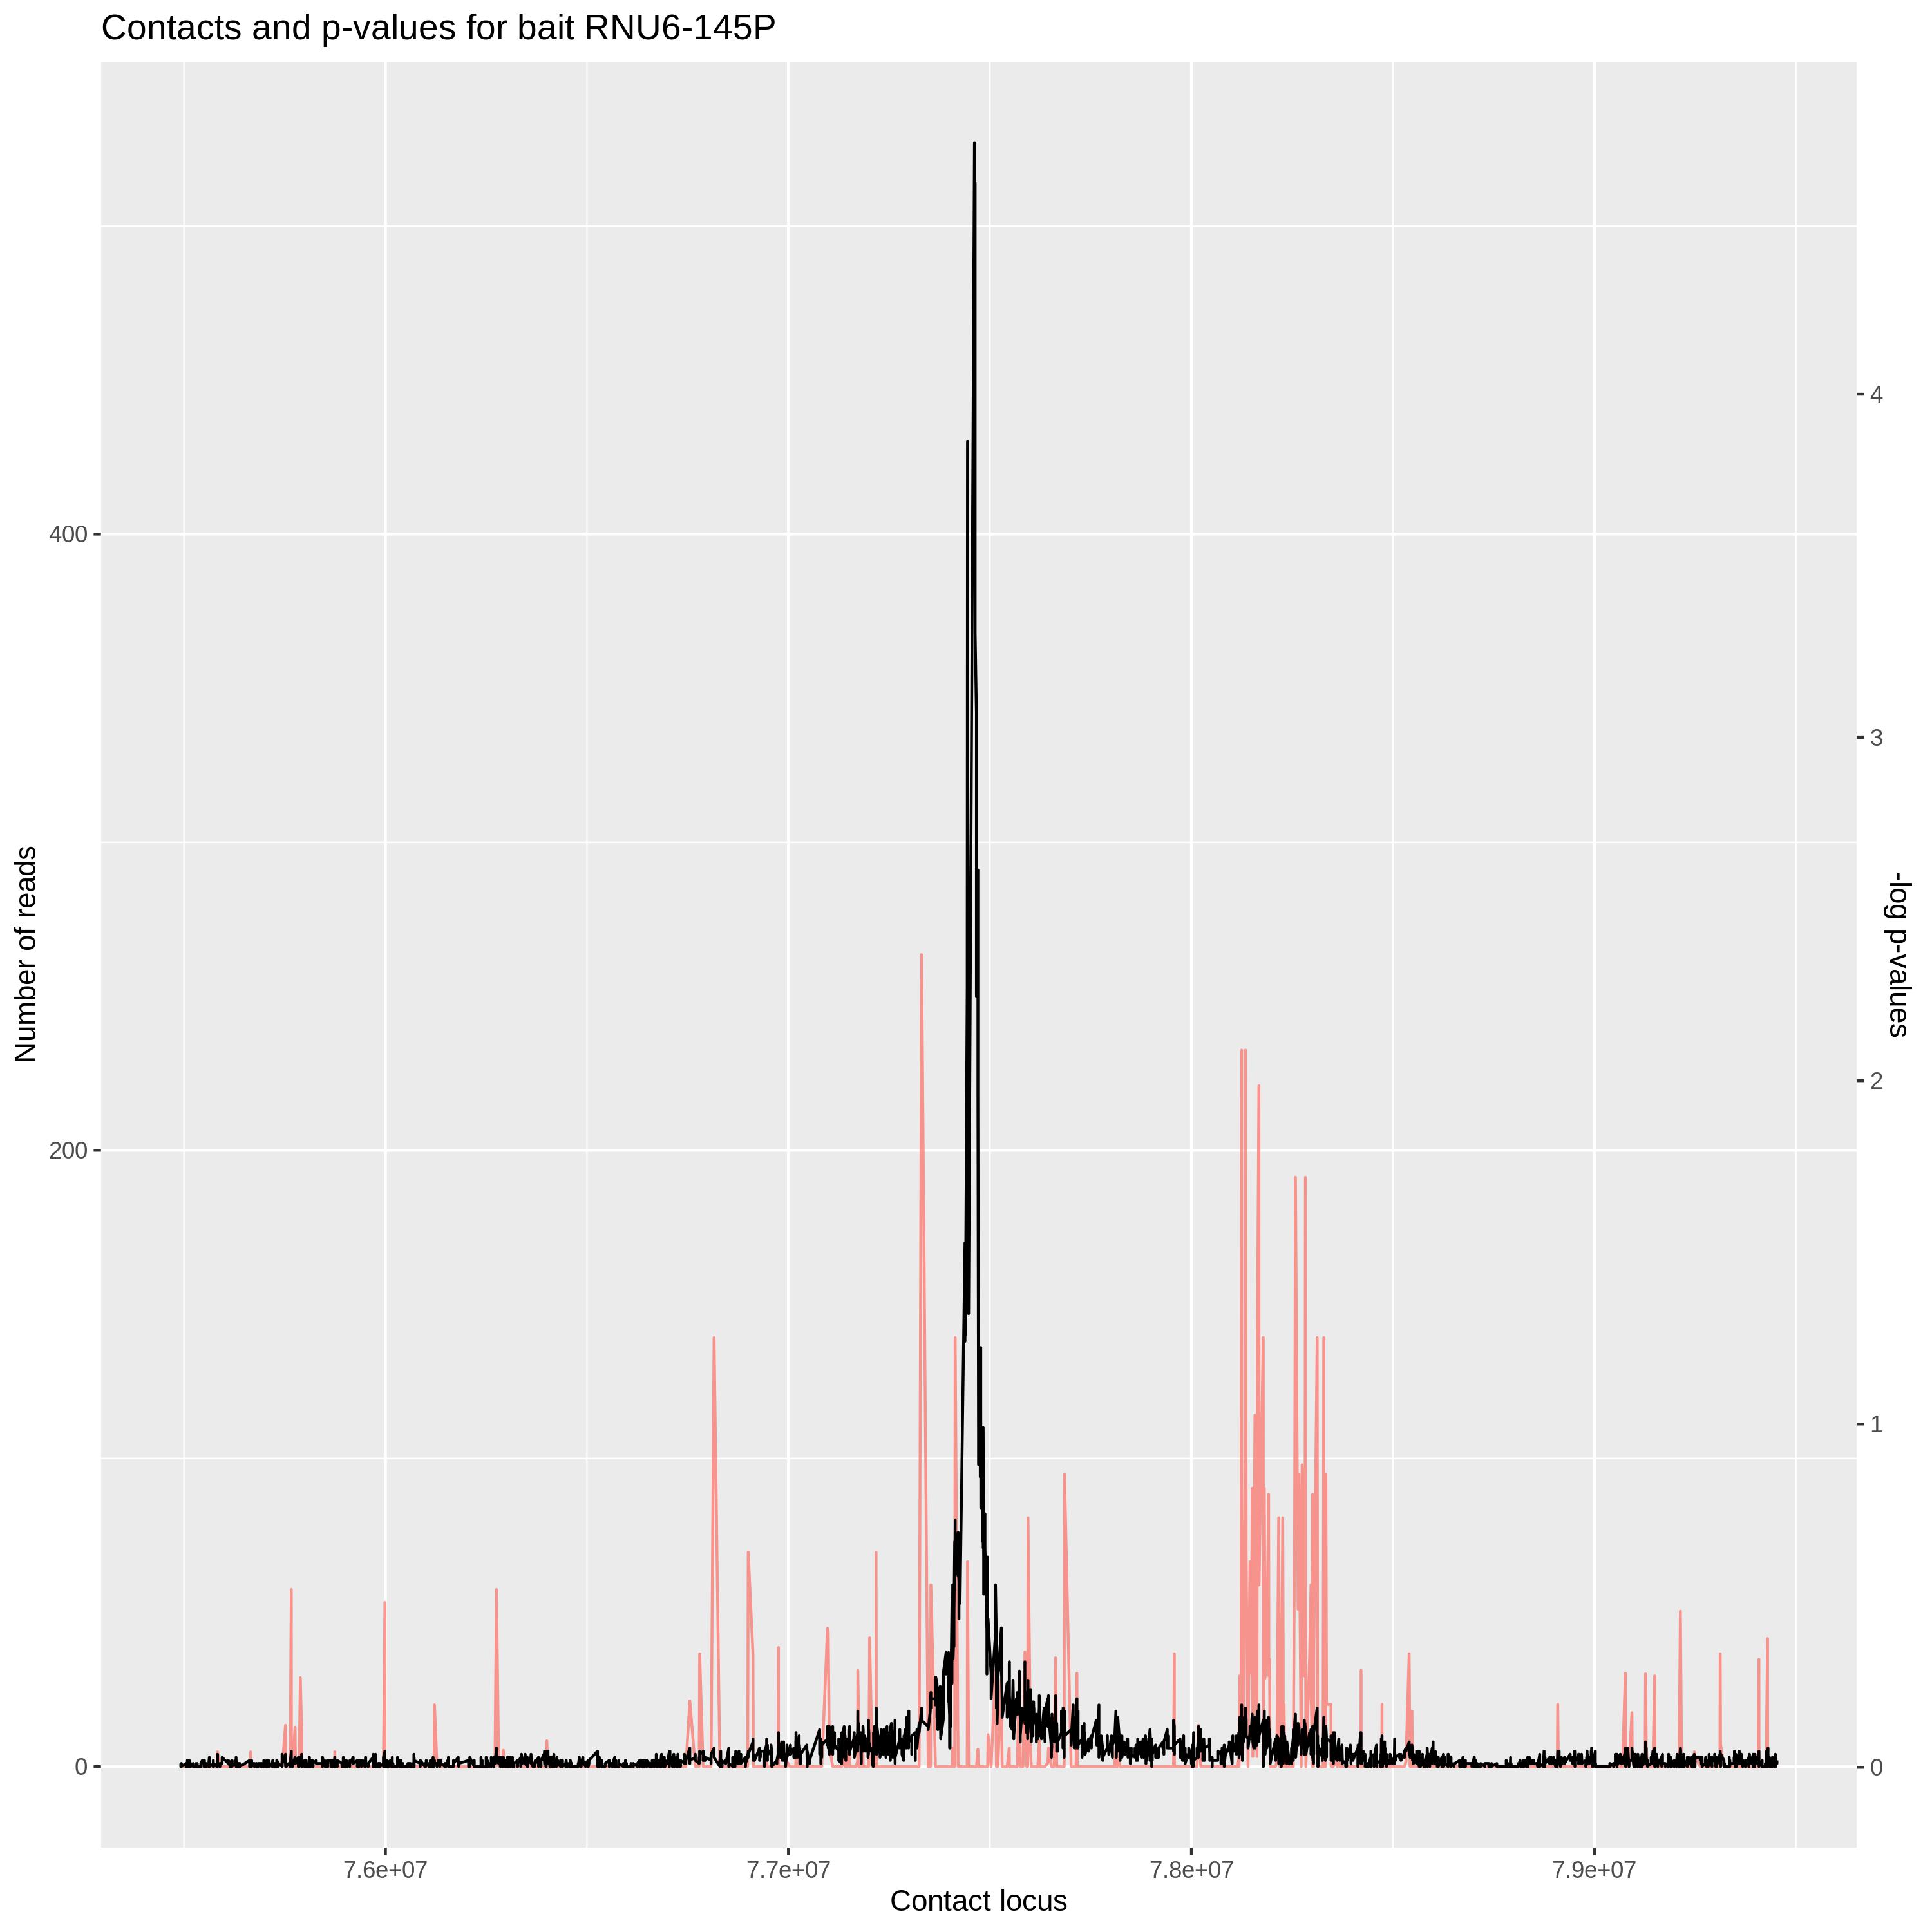 Contacts and p-values for bait RNU6-145P
Number of reads
400
200
0
4
3
2
1
0
-log p-values
7.6e+07 7.7e+07 7.8e+07 7.9e+07
Contact locus